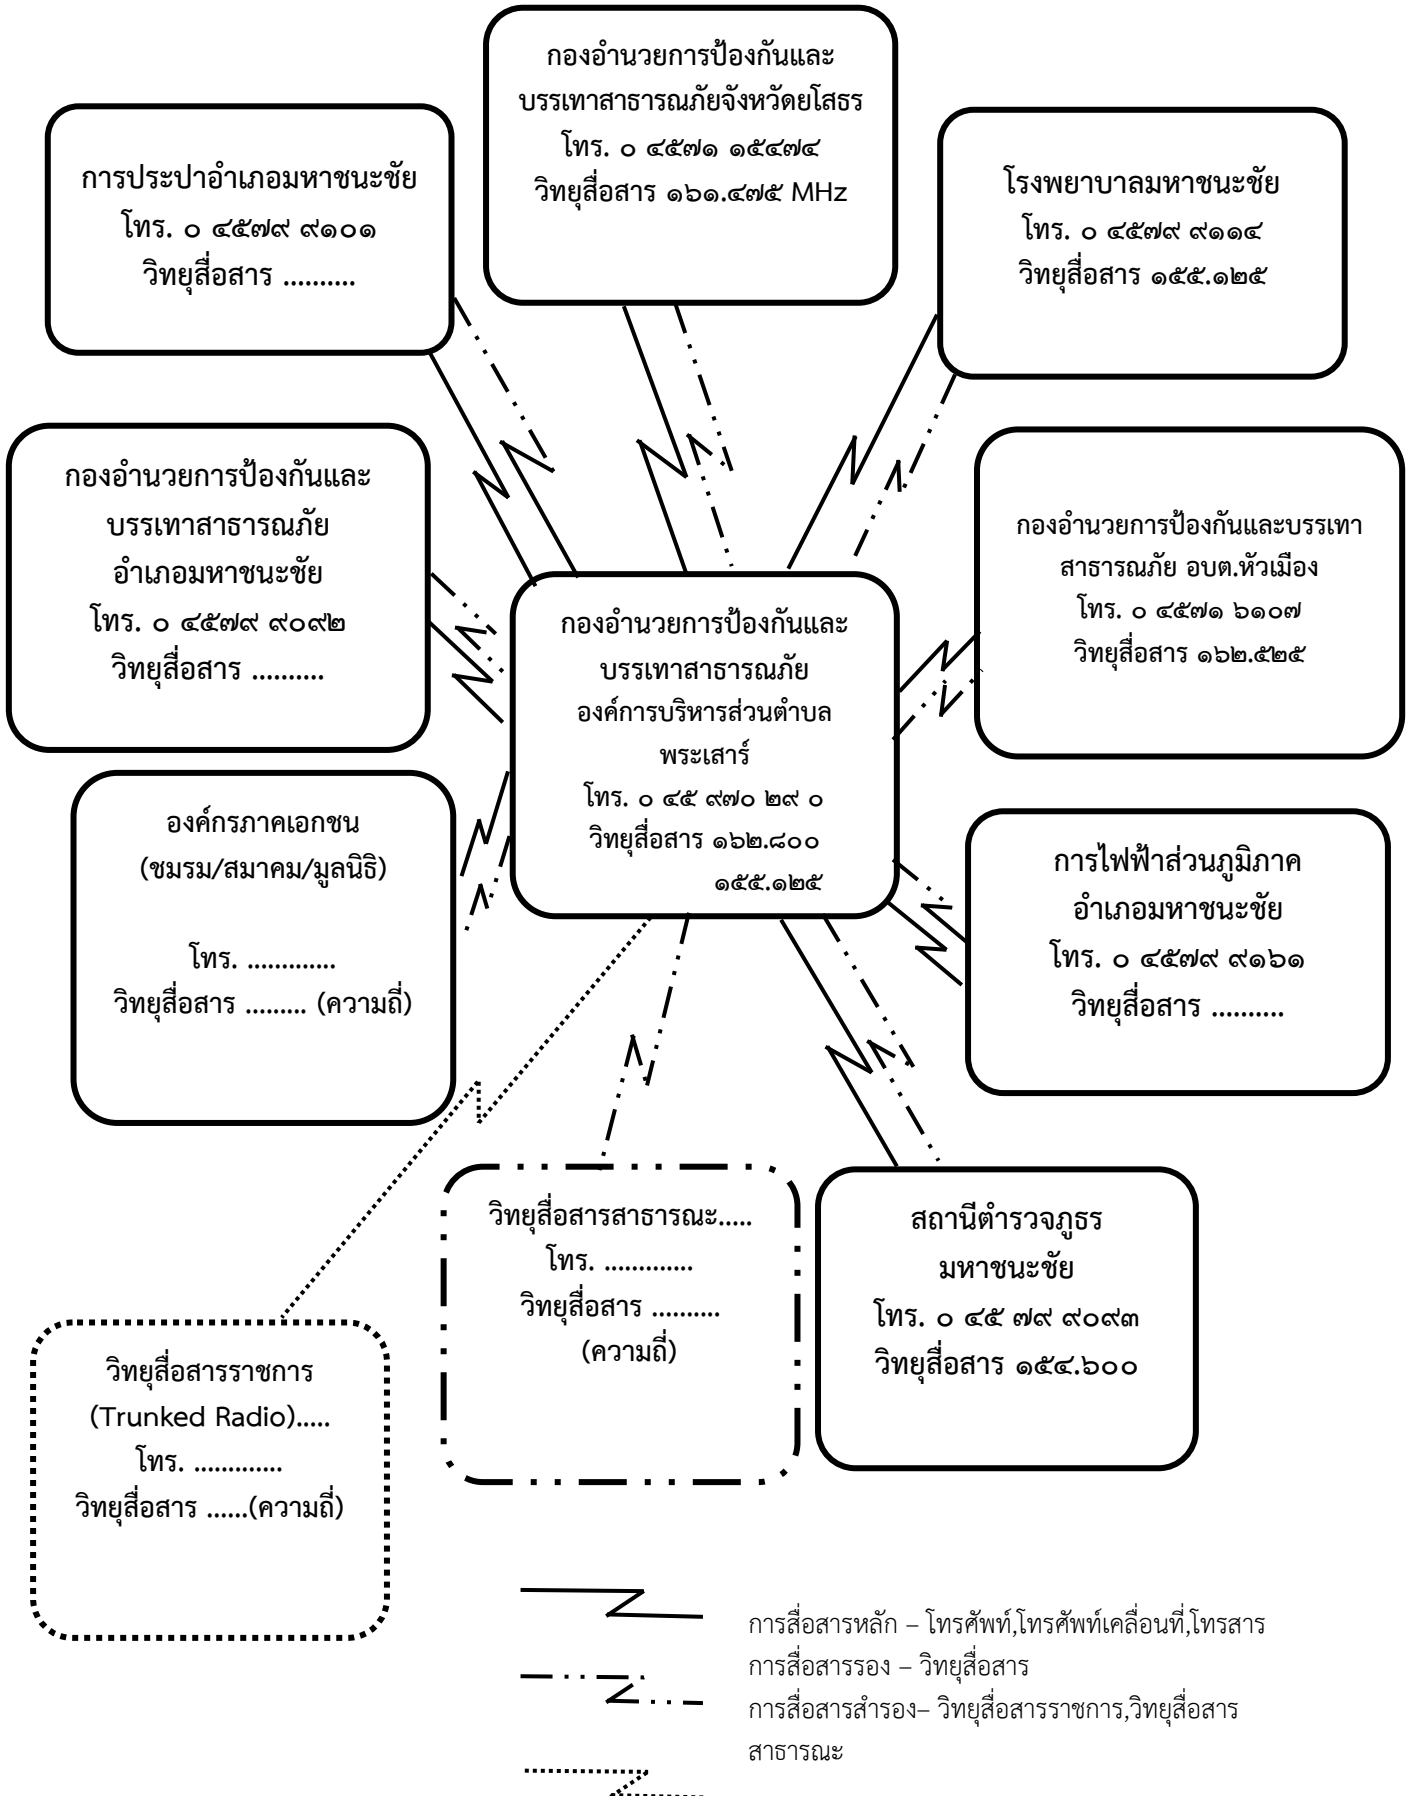 กองอำนวยการป้องกันและ
บรรเทาสาธารณภัยจังหวัดยโสธร
โทร. ๐ ๔๕๗๑ ๑๕๔๗๔
วิทยุสื่อสาร ๑๖๑.๔๗๕ MHz
การประปาอำเภอมหาชนะชัย
โทร. ๐ ๔๕๗๙ ๙๑๐๑
วิทยุสื่อสาร ..........
โรงพยาบาลมหาชนะชัย
โทร. ๐ ๔๕๗๙ ๙๑๑๔
วิทยุสื่อสาร ๑๕๕.๑๒๕
กองอำนวยการป้องกันและ
บรรเทาสาธารณภัย
อำเภอมหาชนะชัย
โทร. ๐ ๔๕๗๙ ๙๐๙๒
วิทยุสื่อสาร ..........
กองอำนวยการป้องกันและบรรเทา
สาธารณภัย อบต.หัวเมือง
โทร. ๐ ๔๕๗๑ ๖๑๐๗
วิทยุสื่อสาร ๑๖๒.๕๒๕
กองอำนวยการป้องกันและ
บรรเทาสาธารณภัย
องค์การบริหารส่วนตำบล
พระเสาร์
โทร. ๐ ๔๕ ๙๗๐ ๒๙ ๐
วิทยุสื่อสาร ๑๖๒.๘๐๐
๑๕๕.๑๒๕
องค์กรภาคเอกชน
(ชมรม/สมาคม/มูลนิธิ)
โทร. .............
วิทยุสื่อสาร ......... (ความถี่)
การไฟฟ้าส่วนภูมิภาค
อำเภอมหาชนะชัย
โทร. ๐ ๔๕๗๙ ๙๑๖๑
วิทยุสื่อสาร ..........
วิทยุสื่อสารสาธารณะ.....
โทร. .............
วิทยุสื่อสาร ..........
(ความถี่)
สถานีตำรวจภูธร
มหาชนะชัย
โทร. ๐ ๔๕ ๗๙ ๙๐๙๓
วิทยุสื่อสาร ๑๕๔.๖๐๐
วิทยุสื่อสารราชการ
(Trunked Radio).....
โทร. .............
วิทยุสื่อสาร ......(ความถี่)
การสื่อสารหลัก – โทรศัพท์,โทรศัพท์เคลื่อนที่,โทรสาร
การสื่อสารรอง – วิทยุสื่อสาร
การสื่อสารสำรอง– วิทยุสื่อสารราชการ,วิทยุสื่อสาร
สาธารณะ